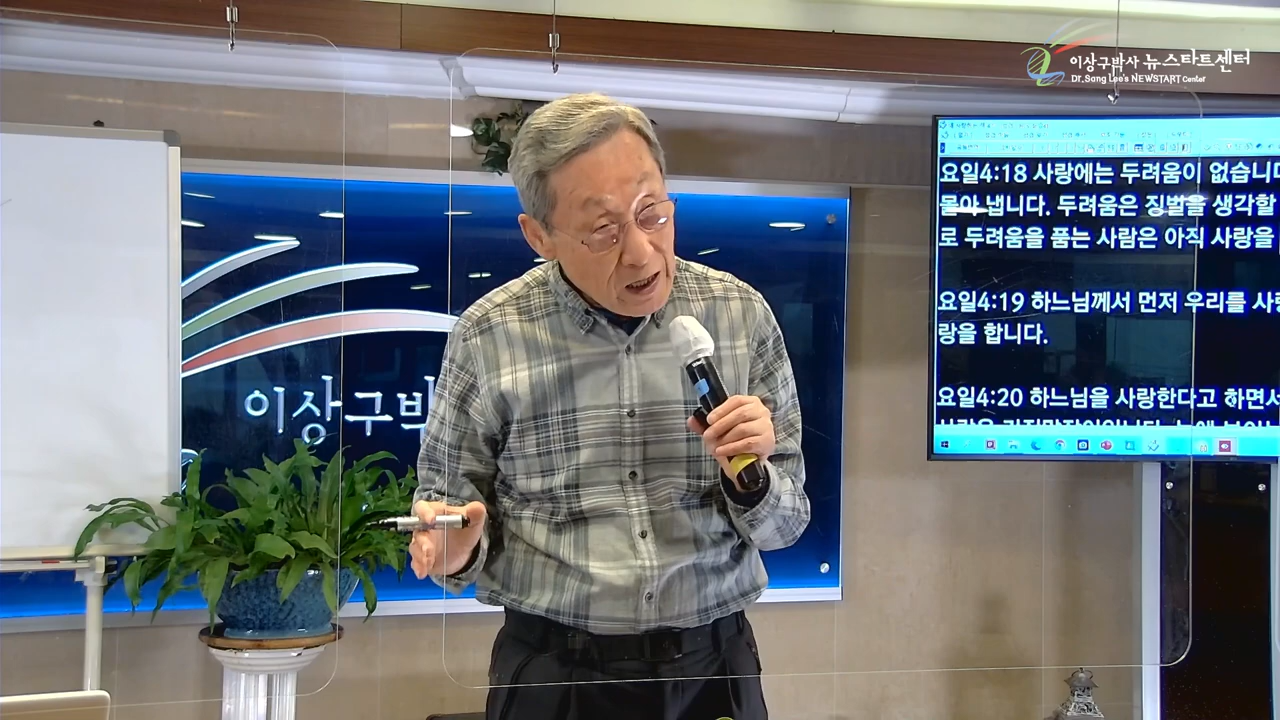 이상구박사 뉴스타트센터
Dr.Sang Lee's NEWSTART Center
요일4:18 사랑에는 두려움이 없습니다
몰아 냅니다. 두려움은 징벌을 생각할
로 두려움을 품는 사람은 아직 사랑을
요일4:19 하느님께서 먼저 우리를 사랑
랑을 합니다.
요일4:20 하느님을 사랑한다고 하면서
이상구박